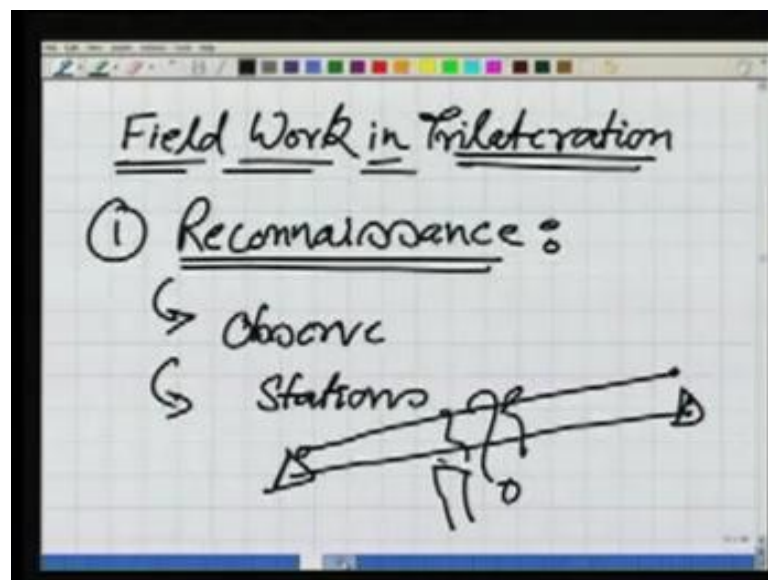 Field Work in Trilateration
① Reconnaissance :
↳ Observe
↳ Stations